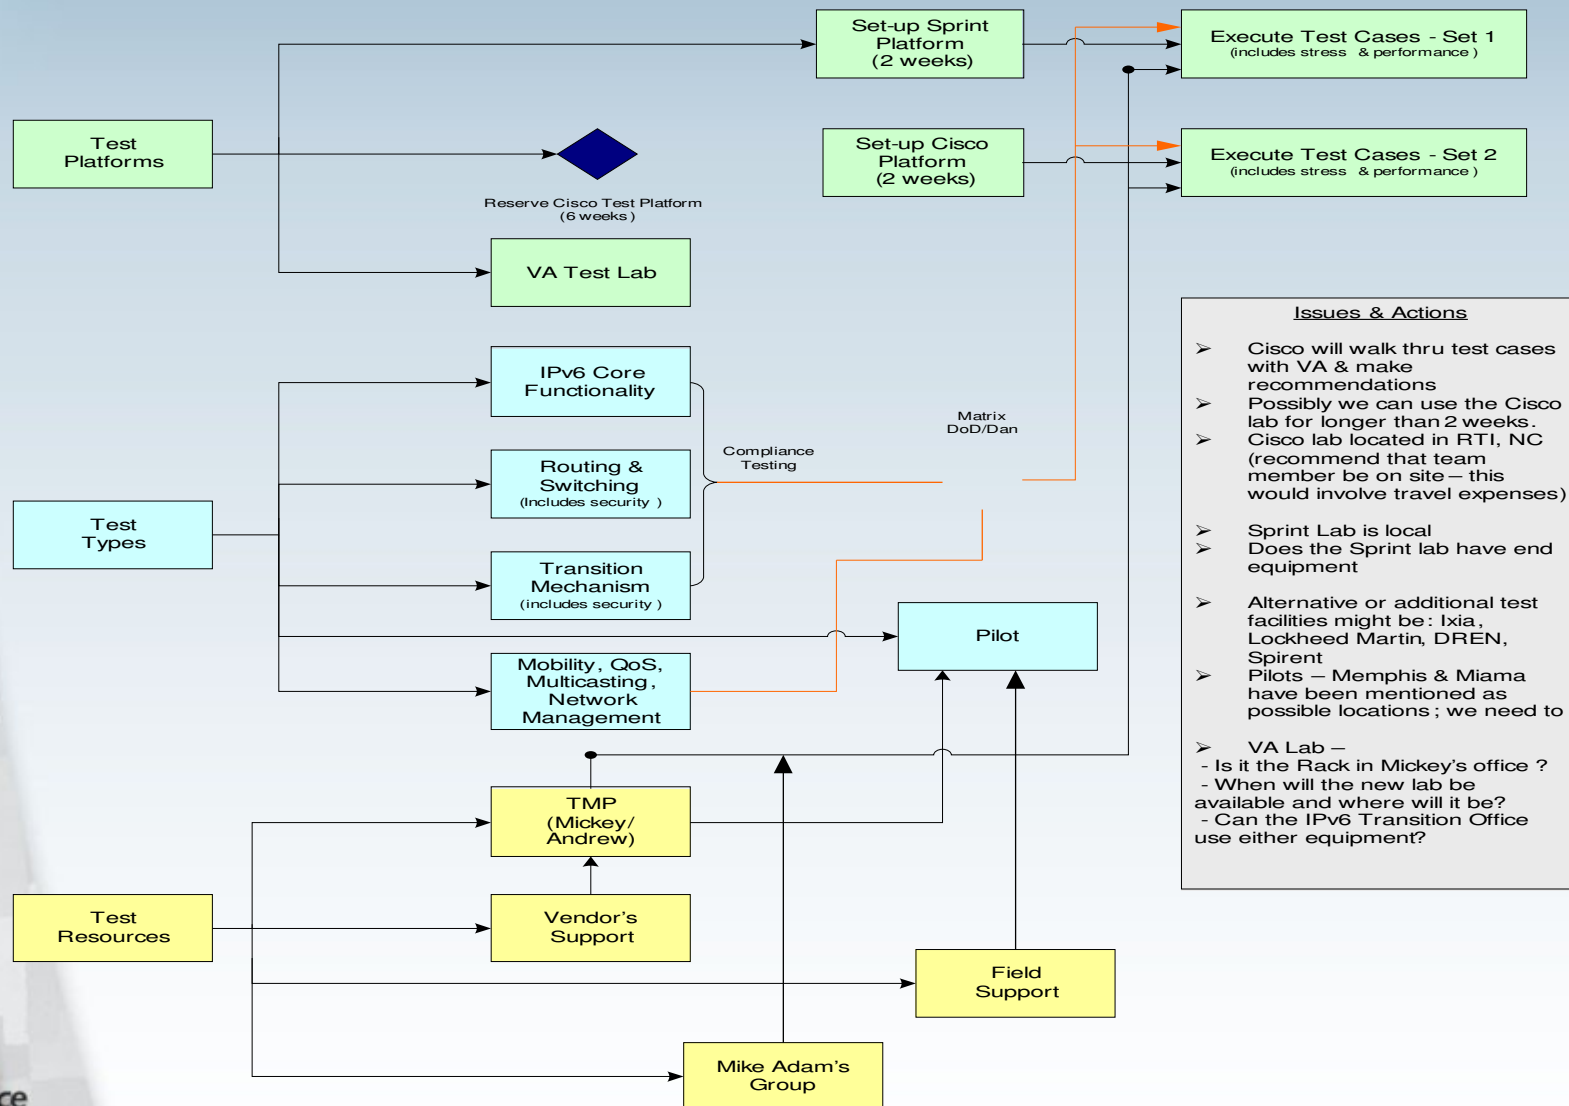 Set-up Sprint
Platform
(2 weeks)
Execute Test Cases - Set 1
(includes stress & performance )
Test
Platforms
Reserve Cisco Test Platform
(6 weeks )
Set-up Cisco
Platform
(2 weeks)
Execute Test Cases - Set 2
(includes stress & performance )
VA Test Lab
IPv6 Core
Functionality
Routing &
Switching
(Includes security )
Transition
Mechanism
(includes security )
Mobility, QoS,
Multicasting,
Network
Management
Test
Types
Compliance
Testing
Matrix
DoD/Dan
Pilot
TMP
(Mickey/
Andrew)
Vendor's
Support
Test
Resources
Field
Support
Mike Adam's
Group
Issues & Actions
➢ Cisco will walk thru test cases
with VA & make
recommendations
➢ Possibly we can use the Cisco
lab for longer than 2 weeks.
➢ Cisco lab located in RTI, NC
(recommend that team
member be on site – this
would involve travel expenses)
➢ Sprint Lab is local
➢ Does the Sprint lab have end
equipment
➢ Alternative or additional test
facilities might be: Ixia,
Lockheed Martin, DREN,
Spirent
➢ Pilots – Memphis & Miama
have been mentioned as
possible locations ; we need to
➢ VA Lab –
- Is it the Rack in Mickey's office ?
- When will the new lab be
available and where will it be?
- Can the IPv6 Transition Office
use either equipment?
ce